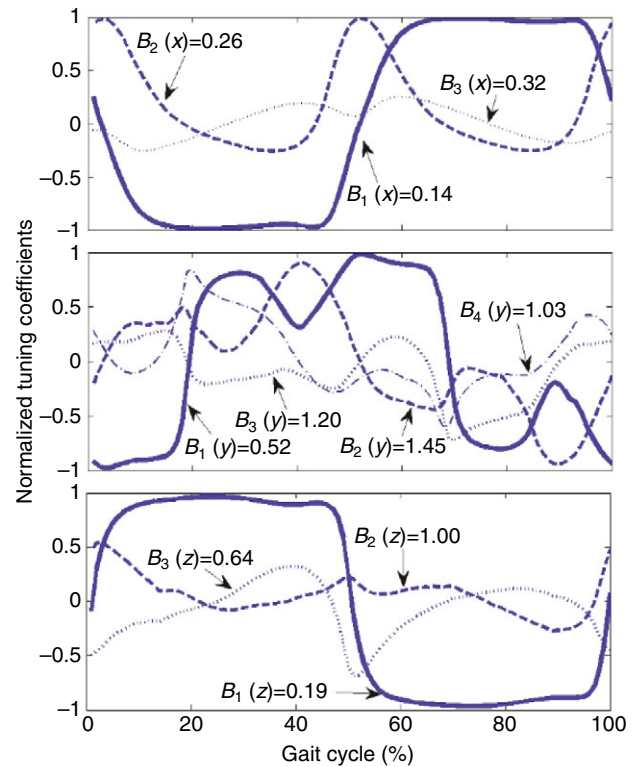 Normalized tuning coefficients
1
0.5
0
−0.5
−1
B2 (x)=0.26
B3 (x)=0.32
B1 (x)=0.14
1
0.5
0
−0.5
−1
B4 (y)=1.03
B3 (y)=1.20
B1 (y)=0.52
B2 (y)=1.45
1
0.5
0
−0.5
−1
B3 (z)=0.64
B2 (z)=1.00
B1 (z)=0.19
0 20 40 60 80 100
Gait cycle (%)